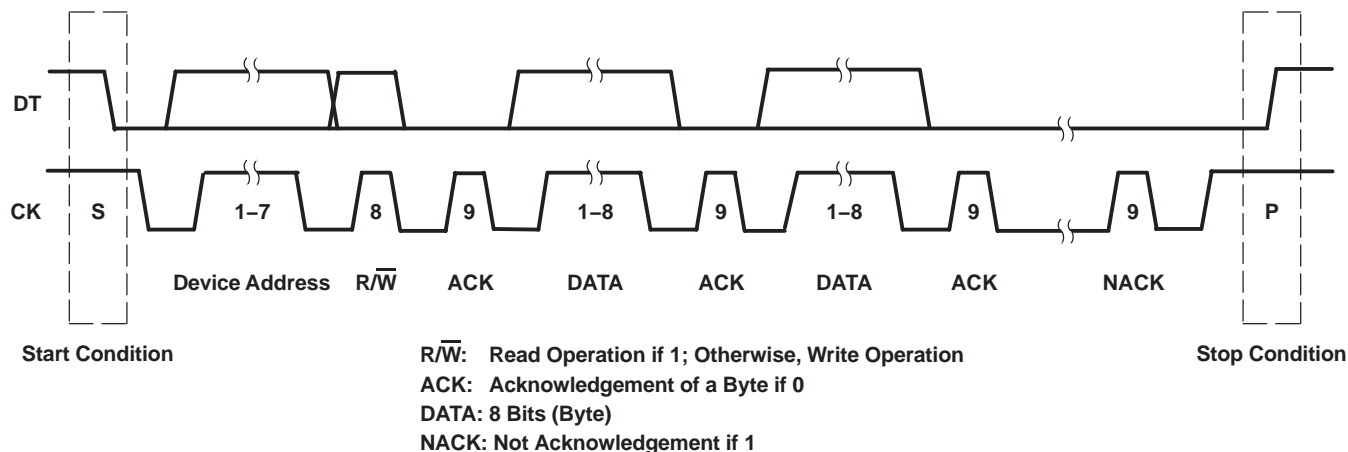 DT
CK S 1–7 8 9 1–8 9 1–8 9 9 P
Device Address R/W̅ ACK DATA ACK DATA ACK NACK
Start Condition Stop Condition
R/W̅: Read Operation if 1; Otherwise, Write Operation
ACK: Acknowledgement of a Byte if 0
DATA: 8 Bits (Byte)
NACK: Not Acknowledgement if 1